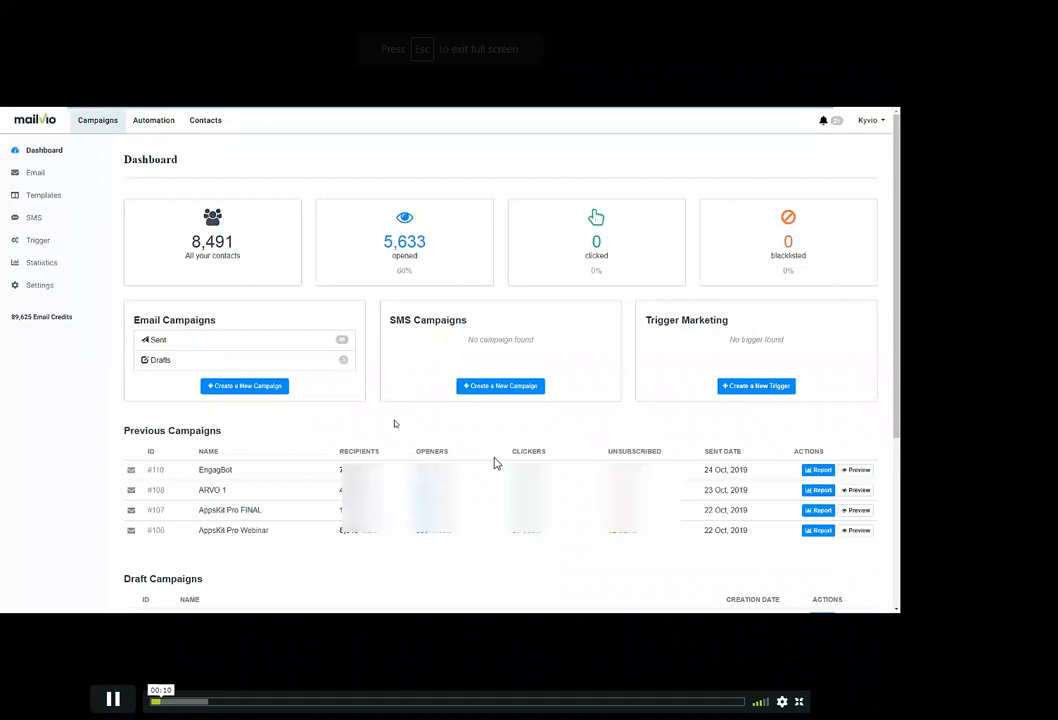 Press Esc to exit full screen
mailvio Campaigns Automation Contacts Kyvio
Dashboard
Email
Templates
SMS
Trigger
Statistics
Settings
89,625 Email Credits
Dashboard
8,491
All your contacts
5,633
opened
66%
0
clicked
0%
0
blacklisted
0%
Email Campaigns
Sent
Drafts
+ Create a New Campaign
SMS Campaigns
No campaign found
+ Create a New Campaign
Trigger Marketing
No trigger found
+ Create a New Trigger
Previous Campaigns
ID NAME RECIPIENTS OPENERS CLICKERS UNSUBSCRIBED SENT DATE ACTIONS
#110 EngagBot 24 Oct, 2019 Report Preview
#108 ARVO 1 23 Oct, 2019 Report Preview
#107 AppsKit Pro FINAL 22 Oct, 2019 Report Preview
#106 AppsKit Pro Webinar 22 Oct, 2019 Report Preview
Draft Campaigns
ID NAME CREATION DATE ACTIONS
00:10